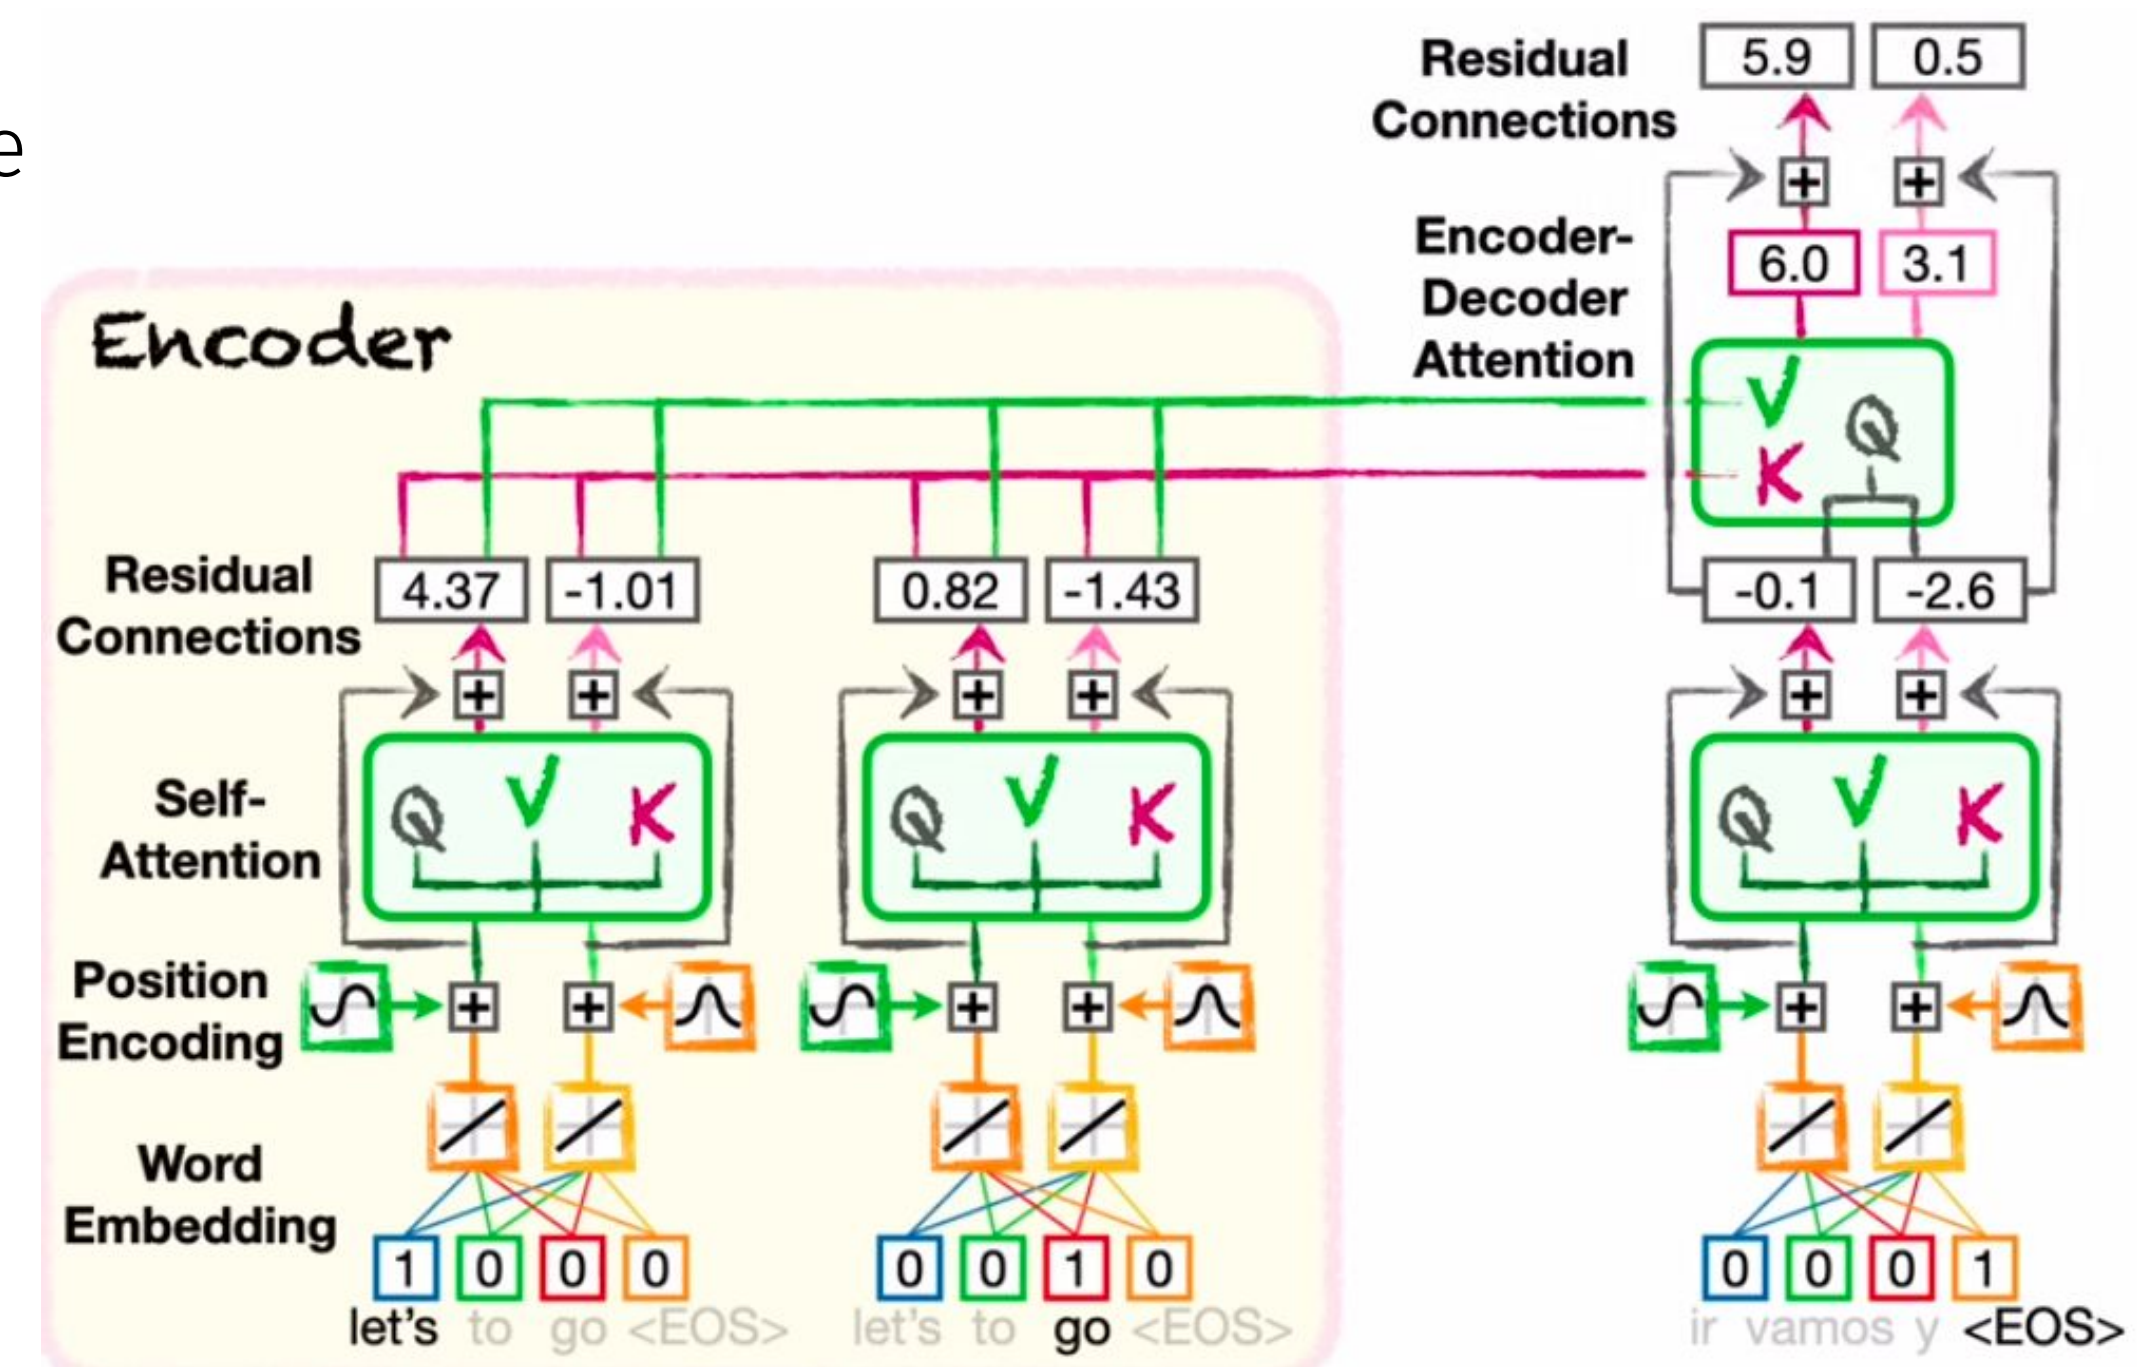 e
Residual
Connections
5.9 0.5
+ +
Encoder-
Decoder
Attention
6.0 3.1
V
K
Q
Encoder
Residual
Connections
4.37 -1.01 0.82 -1.43 -0.1 -2.6
+ + + + + +
Self-
Attention
Q V K Q V K Q V K
Position
Encoding
+ + + + + +
Word
Embedding
1 0 0 0 0 0 1 0 0 0 0 1
let's to go <EOS> let's to go <EOS> ir vamos y <EOS>